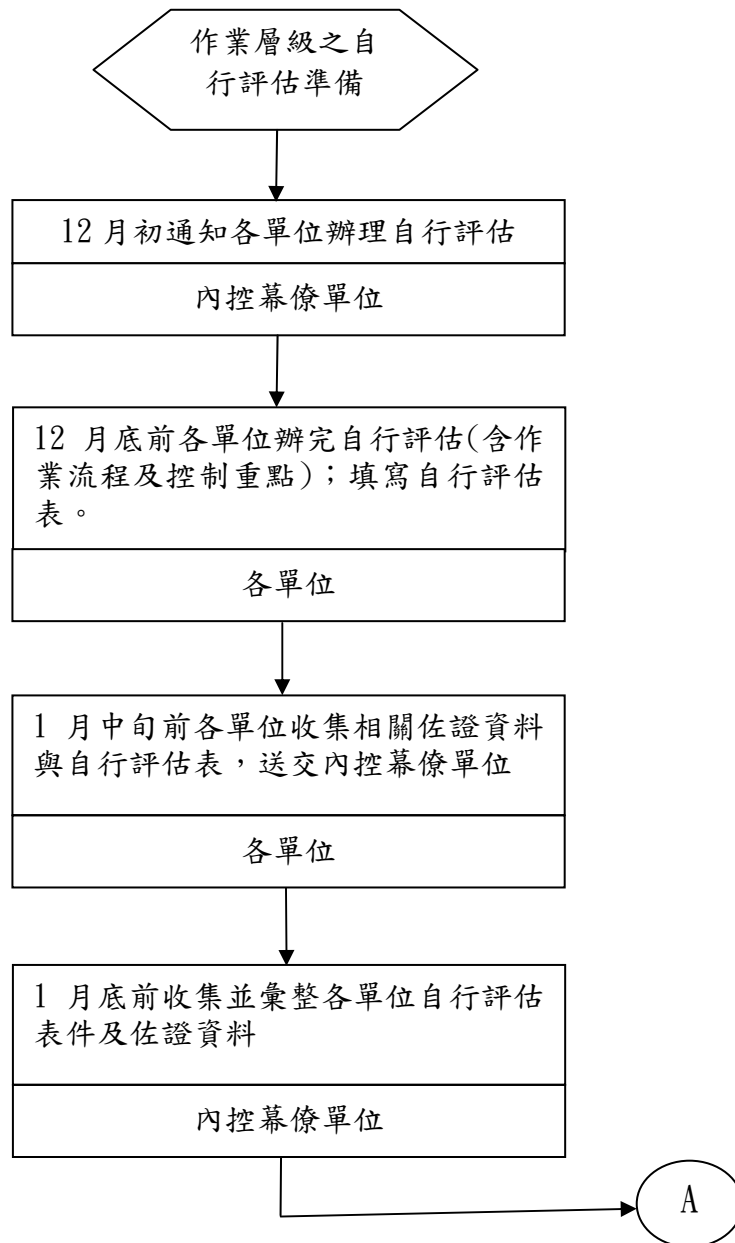 作業層級之自
行評估準備
12月初通知各單位辦理自行評估
內控幕僚單位
12 月底前各單位辦完自行評估(含作
業流程及控制重點)；填寫自行評估
表。
各單位
1 月中旬前各單位收集相關佐證資料
與自行評估表，送交內控幕僚單位
各單位
1 月底前收集並彙整各單位自行評估
表件及佐證資料
內控幕僚單位
A